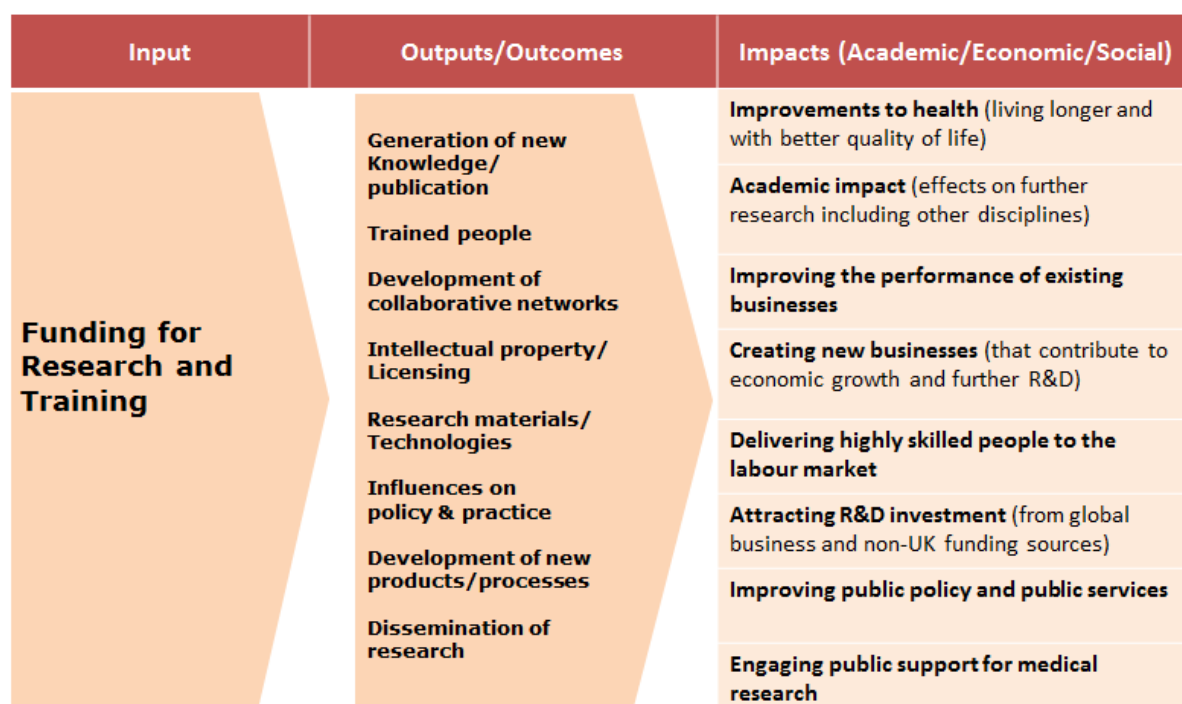 Input
Outputs/Outcomes
Impacts (Academic/Economic/Social)
Funding for
Research and
Training
Generation of new
Knowledge/
publication
Trained people
Development of
collaborative networks
Intellectual property/
Licensing
Research materials/
Technologies
Influences on
policy & practice
Development of new
products/processes
Dissemination of
research
Improvements to health (living longer and
with better quality of life)
Academic impact (effects on further
research including other disciplines)
Improving the performance of existing
businesses
Creating new businesses (that contribute to
economic growth and further R&D)
Delivering highly skilled people to the
labour market
Attracting R&D investment (from global
business and non-UK funding sources)
Improving public policy and public services
Engaging public support for medical
research